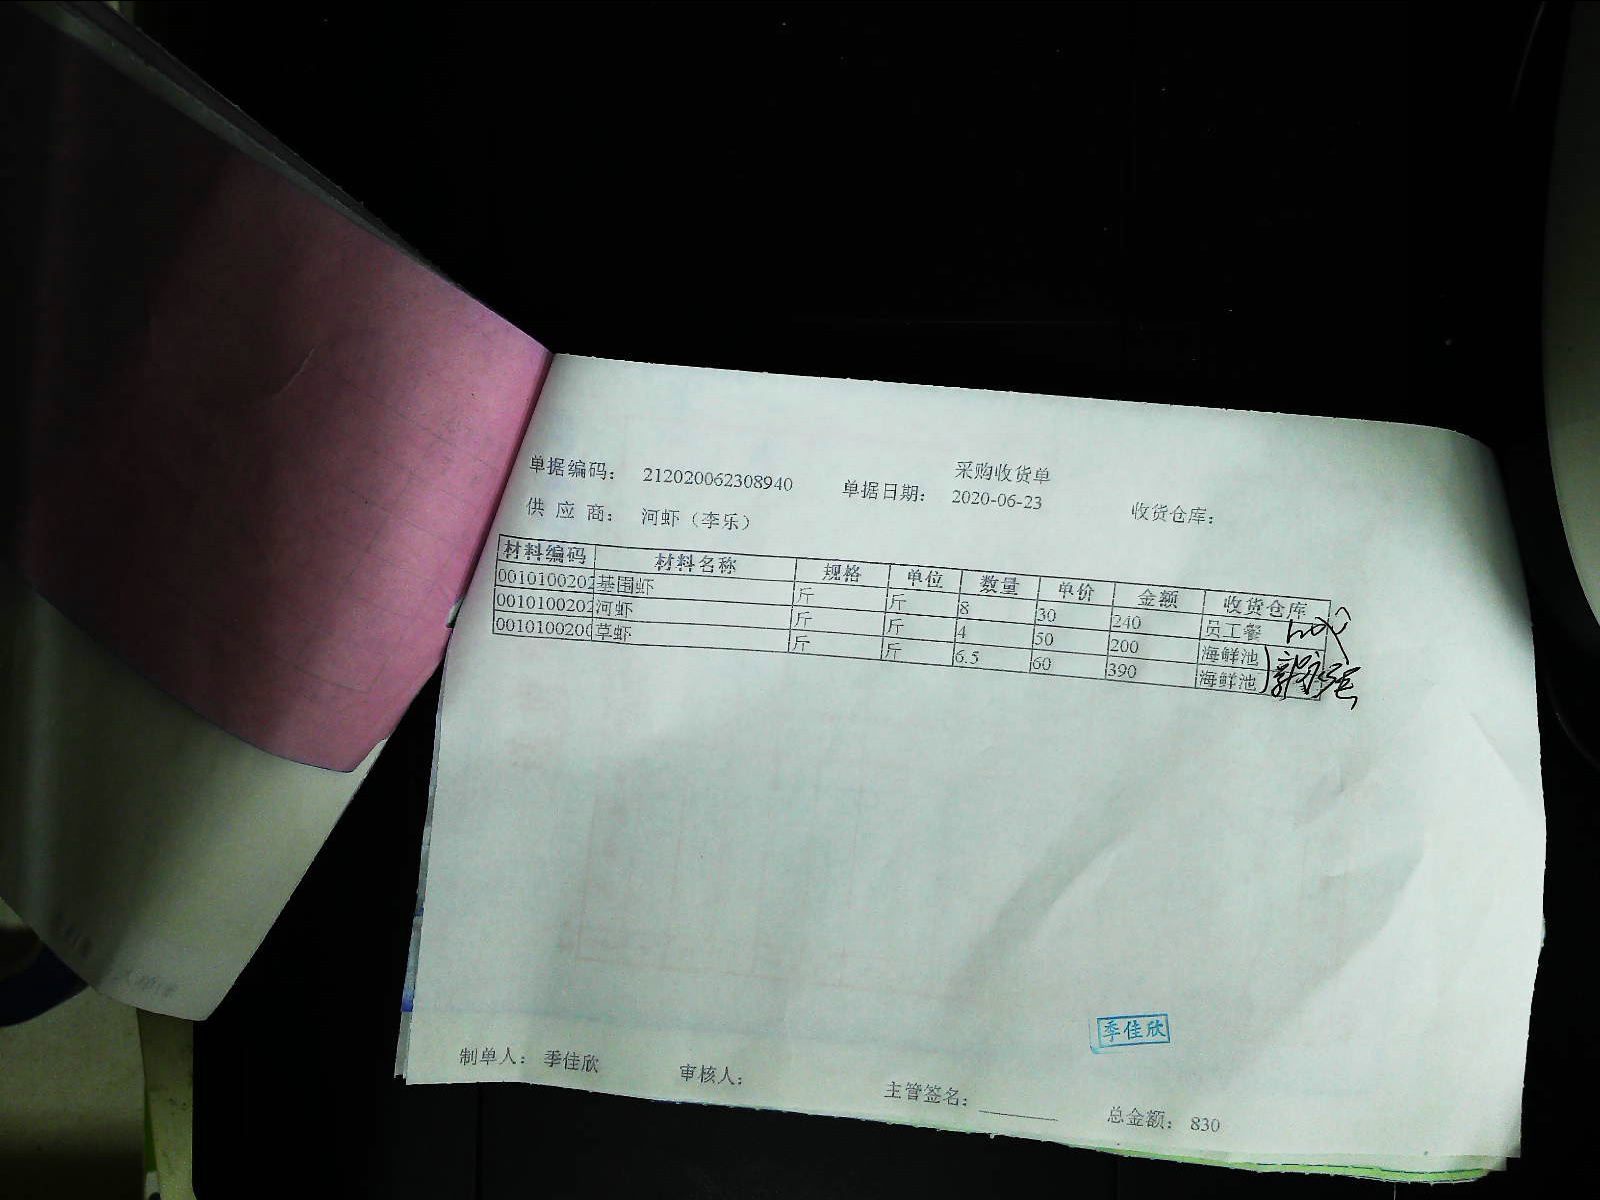 采购收货单
单据编码: 212020062308940 单据日期: 2020-06-23 收货仓库:
供 应 商: 河虾（李乐）
材料编码 材料名称 规格 单位 数量 单价 金额 收货仓库
0010100202 基围虾 斤 斤 8 30 240 员工餐
0010100202 河虾 斤 斤 4 50 200 海鲜池
0010100200 草虾 斤 斤 6.5 60 390 海鲜池
季佳欣
制单人: 季佳欣 审核人: 主管签名: 总金额: 830